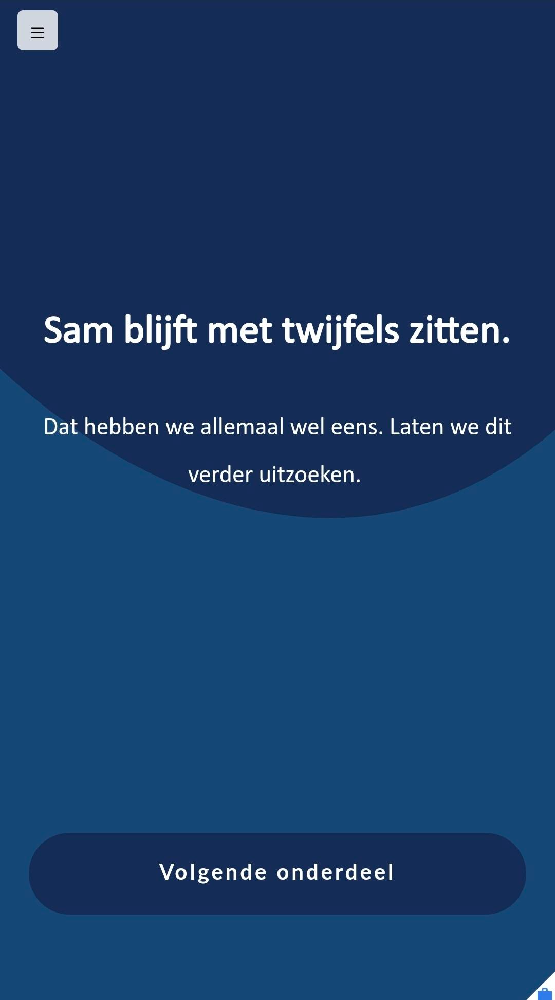 Sam blijft met twijfels zitten.
Dat hebben we allemaal wel eens. Laten we dit
verder uitzoeken.
Volgende onderdeel